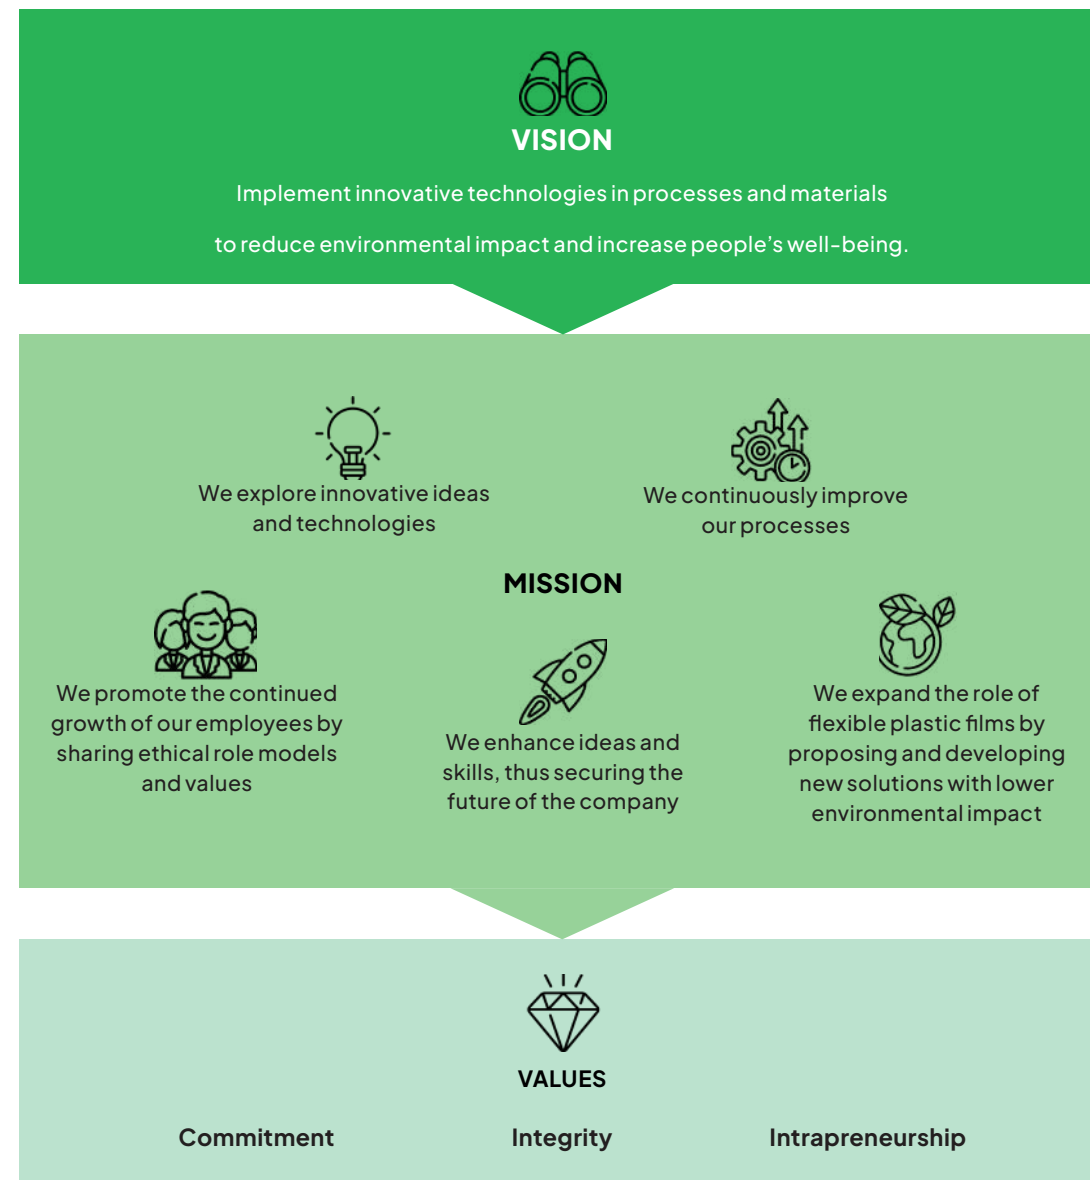 VISION
Implement innovative technologies in processes and materials
to reduce environmental impact and increase people's well-being.
We explore innovative ideas
and technologies
We continuously improve
our processes
MISSION
We promote the continued
growth of our employees by
sharing ethical role models
and values
We enhance ideas and
skills, thus securing the
future of the company
We expand the role of
flexible plastic films by
proposing and developing
new solutions with lower
environmental impact
VALUES
Commitment
Integrity
Intrapreneurship